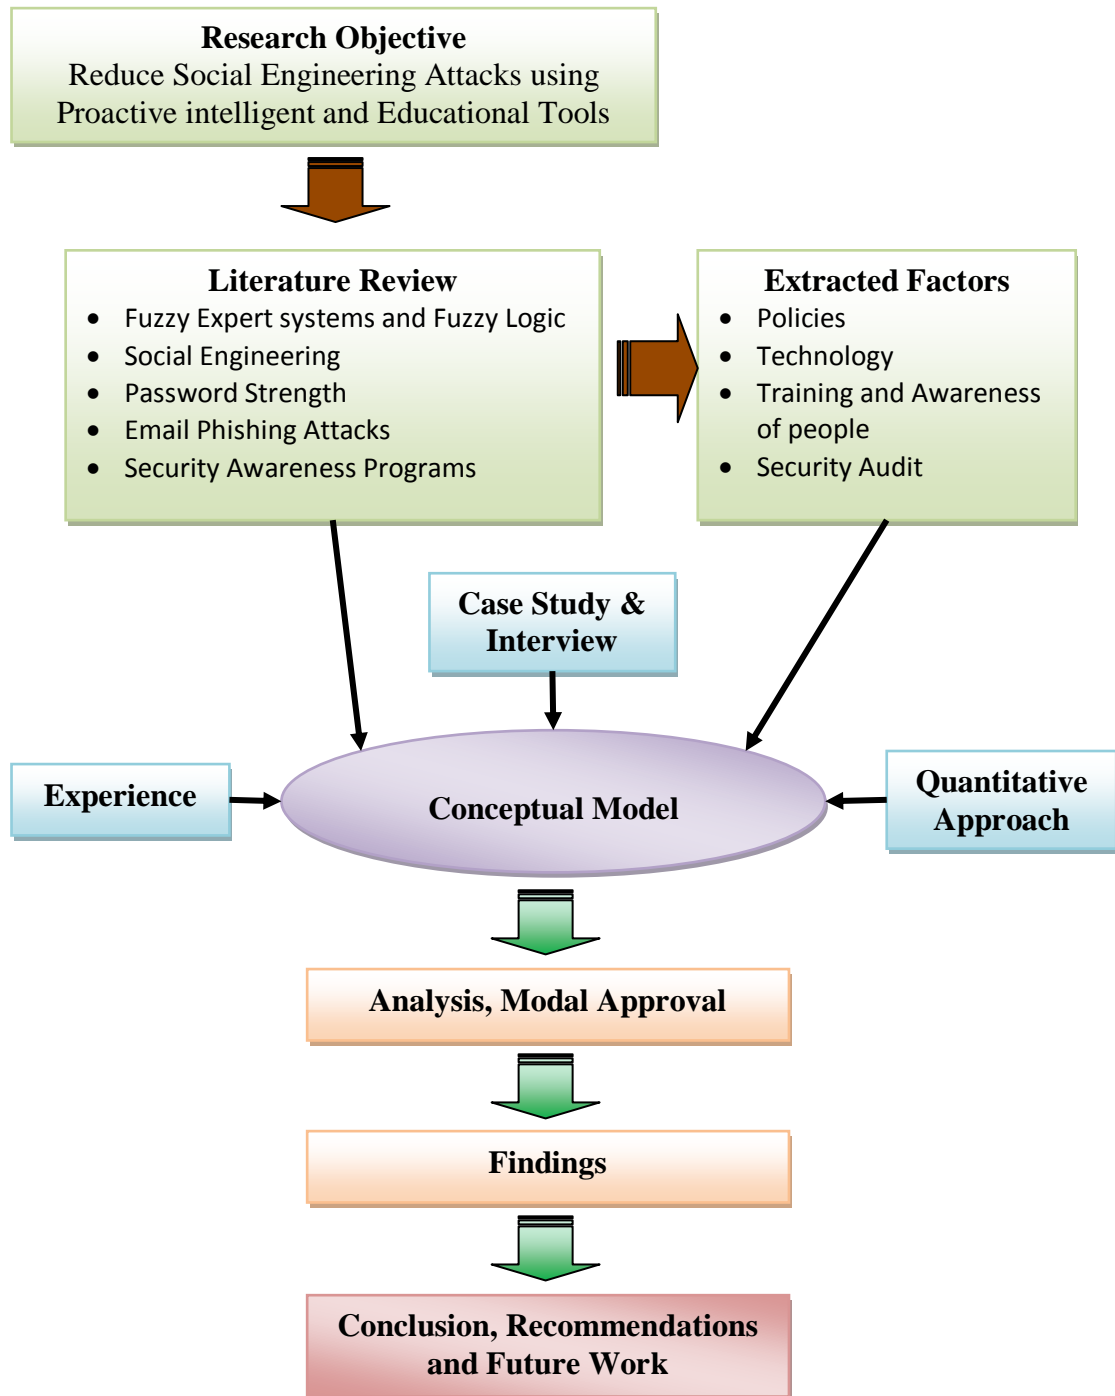 Research Objective
Reduce Social Engineering Attacks using
Proactive intelligent and Educational Tools
Literature Review
• Fuzzy Expert systems and Fuzzy Logic
• Social Engineering
• Password Strength
• Email Phishing Attacks
• Security Awareness Programs
Extracted Factors
• Policies
• Technology
• Training and Awareness
of people
• Security Audit
Case Study &
Interview
Experience
Conceptual Model
Quantitative
Approach
Analysis, Modal Approval
Findings
Conclusion, Recommendations
and Future Work